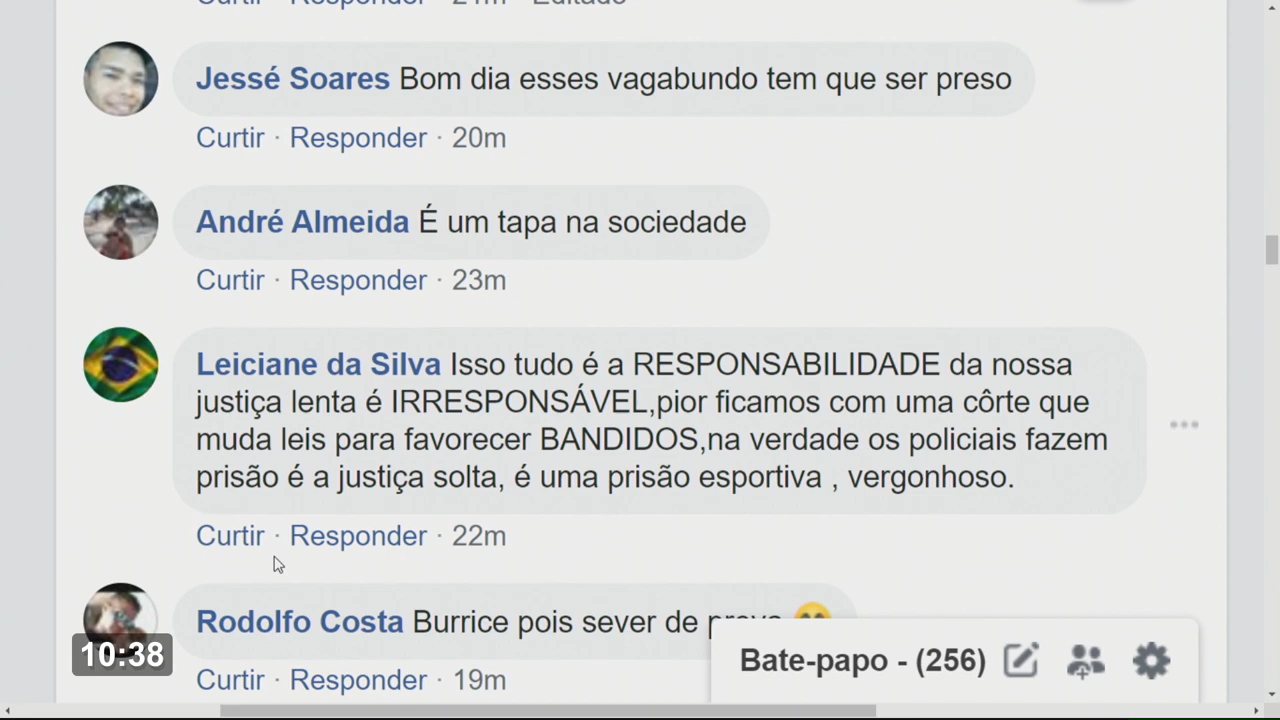 Jessé Soares Bom dia esses vagabundo tem que ser preso
Curtir · Responder · 20m
André Almeida É um tapa na sociedade
Curtir · Responder · 23m
Leiciane da Silva Isso tudo é a RESPONSABILIDADE da nossa
justiça lenta é IRRESPONSÁVEL,pior ficamos com uma côrte que
muda leis para favorecer BANDIDOS,na verdade os policiais fazem
prisão é a justiça solta, é uma prisão esportiva , vergonhoso.
Curtir · Responder · 22m
Rodolfo Costa Burrice pois sever de
10:38
Bate-papo - (256)
Curtir · Responder · 19m